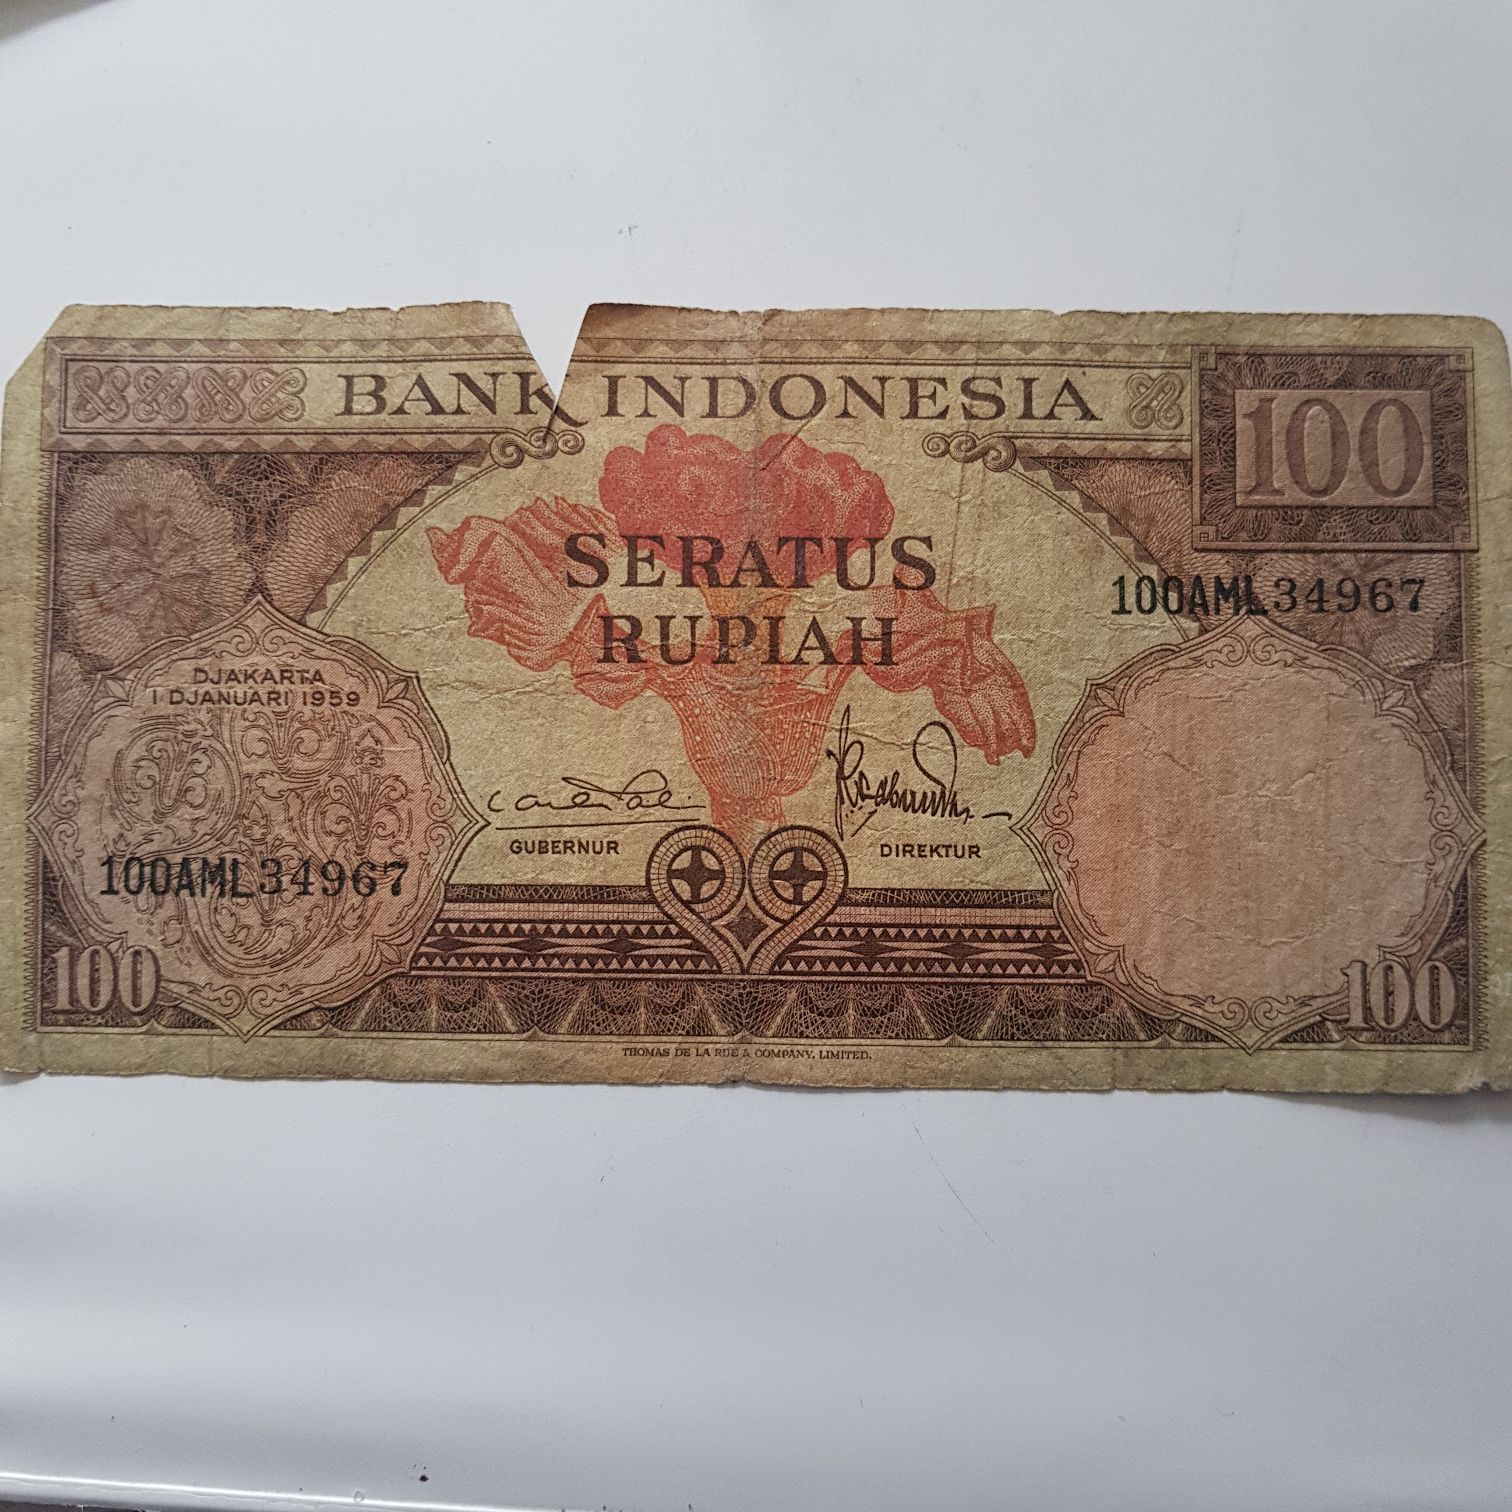 BANK INDONESIA
100
SERATUS
RUPIAH
100AML34967
DJAKARTA
1 DJANUARI 1959
GUBERNUR
DIREKTUR
100AML34967
100
100
THOMAS DE LA RUE & COMPANY, LIMITED.